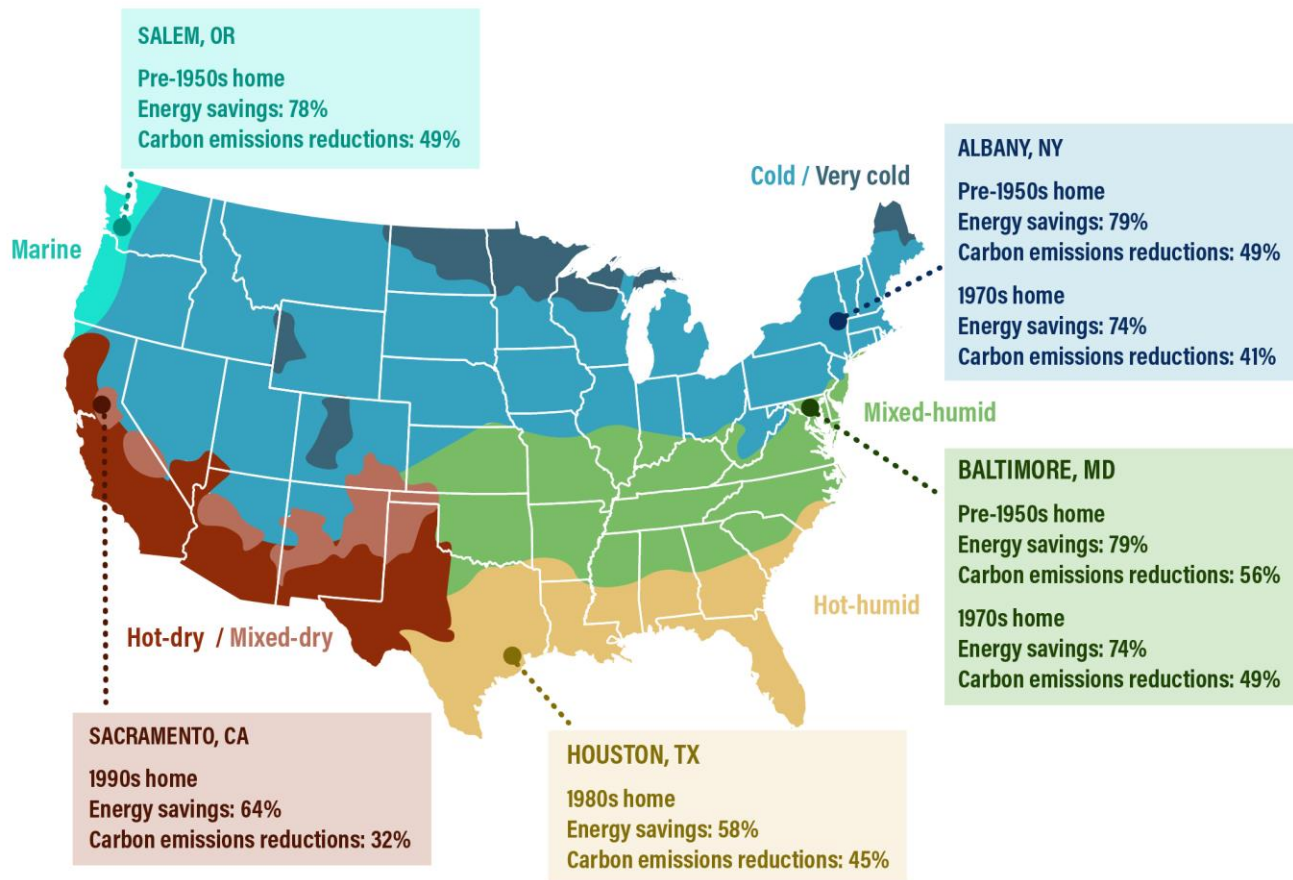 SALEM, OR
Pre-1950s home
Energy savings: 78%
Carbon emissions reductions: 49%
Marine
Cold / Very cold
ALBANY, NY
Pre-1950s home
Energy savings: 79%
Carbon emissions reductions: 49%
1970s home
Energy savings: 74%
Carbon emissions reductions: 41%
Mixed-humid
BALTIMORE, MD
Pre-1950s home
Energy savings: 79%
Carbon emissions reductions: 56%
1970s home
Energy savings: 74%
Carbon emissions reductions: 49%
Hot-humid
Hot-dry / Mixed-dry
SACRAMENTO, CA
1990s home
Energy savings: 64%
Carbon emissions reductions: 32%
HOUSTON, TX
1980s home
Energy savings: 58%
Carbon emissions reductions: 45%